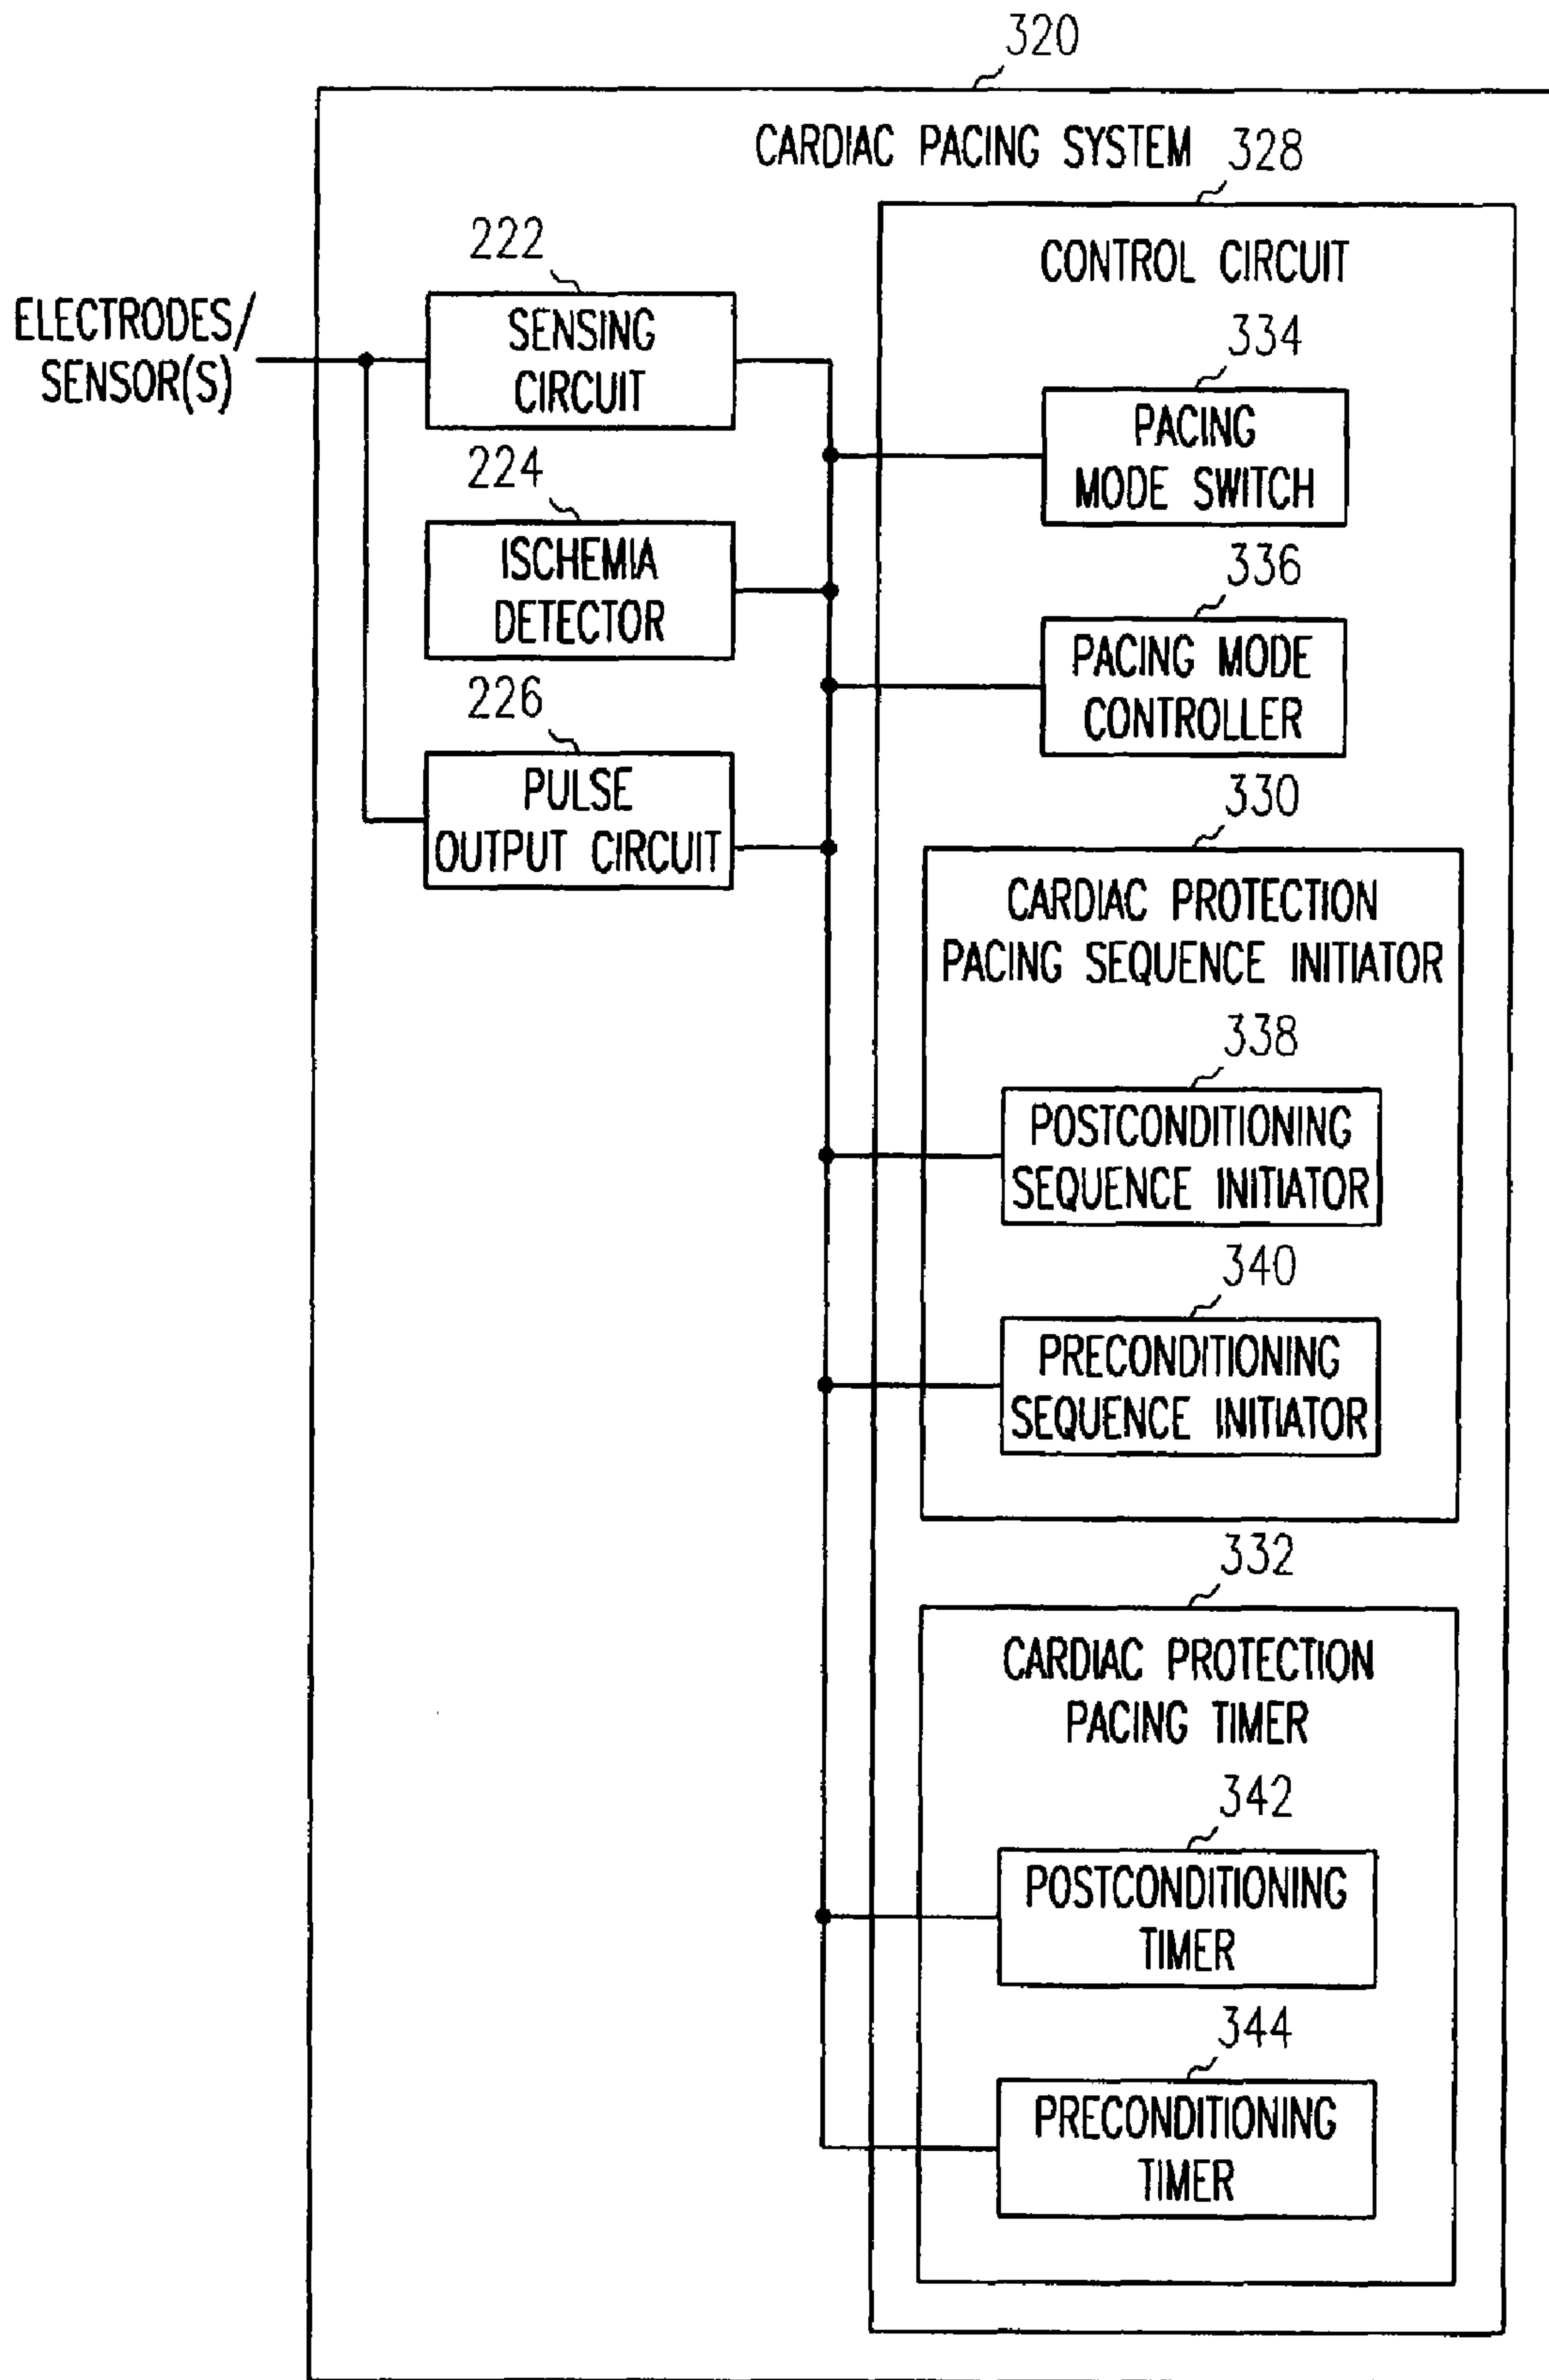 320
CARDIAC PACING SYSTEM
328
CONTROL CIRCUIT
222
ELECTRODES/
SENSOR(S)
SENSING
CIRCUIT
334
PACING
MODE SWITCH
224
ISCHEMIA
DETECTOR
336
PACING MODE
CONTROLLER
226
PULSE
OUTPUT CIRCUIT
330
CARDIAC PROTECTION
PACING SEQUENCE INITIATOR
338
POSTCONDITIONING
SEQUENCE INITIATOR
340
PRECONDITIONING
SEQUENCE INITIATOR
332
CARDIAC PROTECTION
PACING TIMER
342
POSTCONDITIONING
TIMER
344
PRECONDITIONING
TIMER